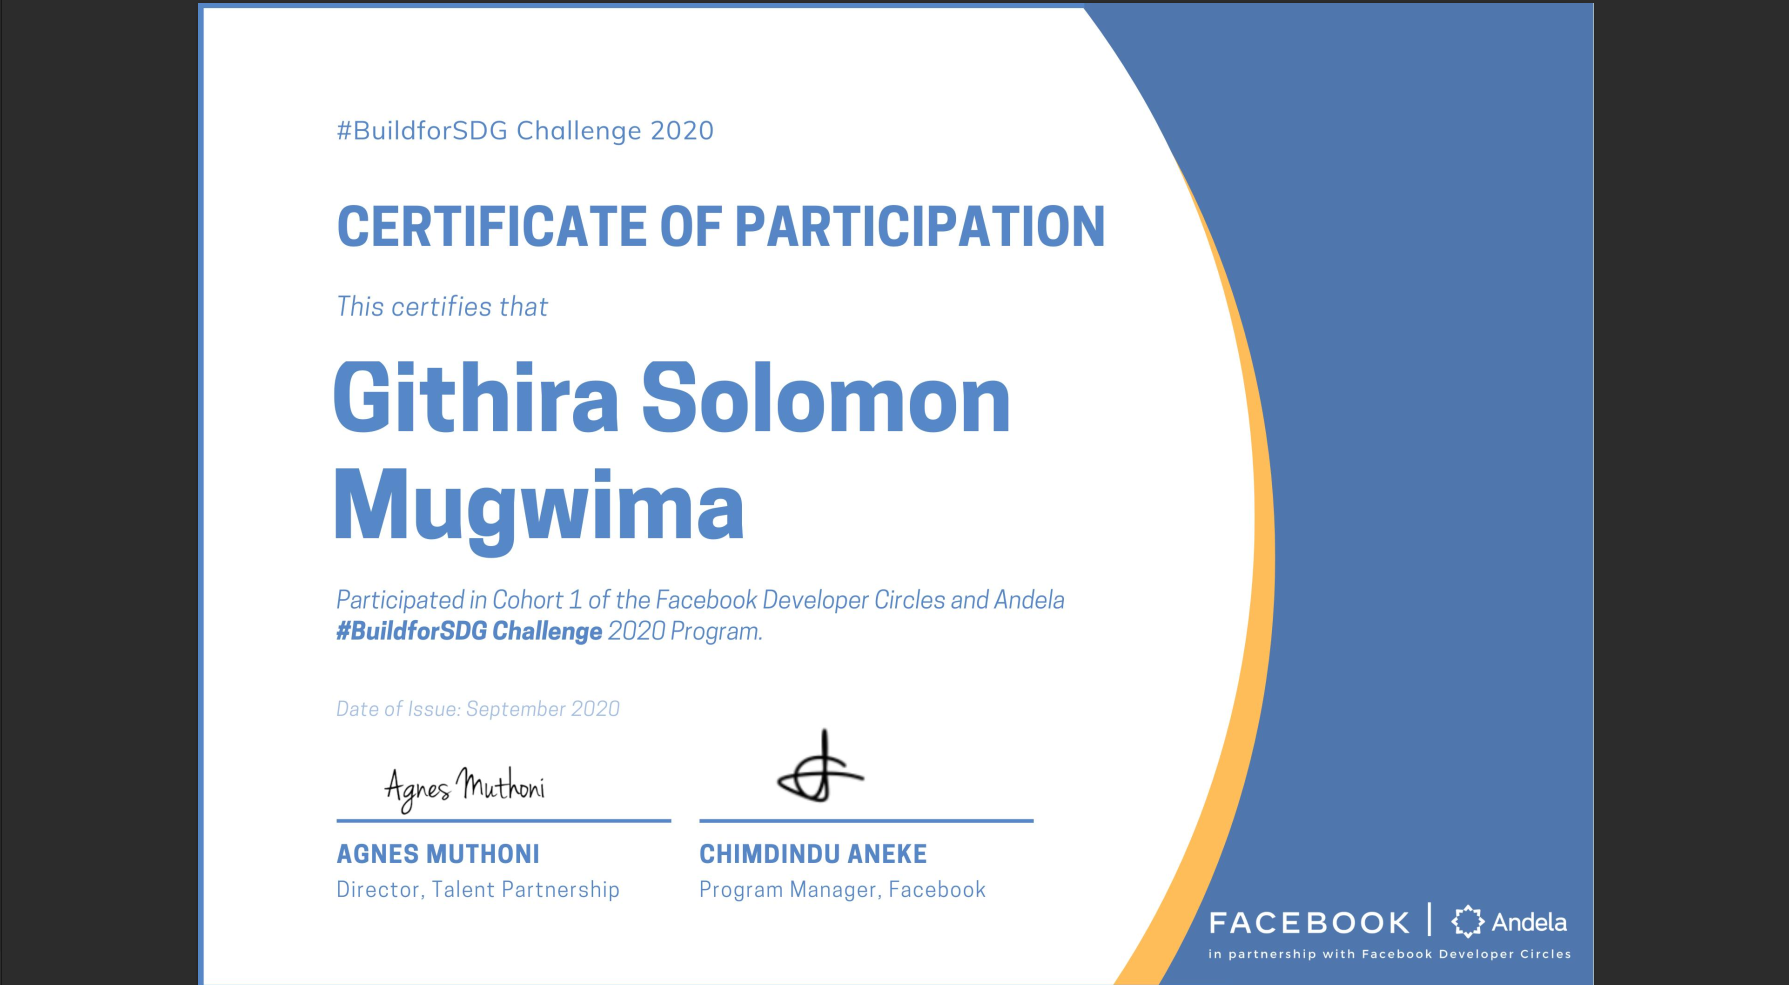 #BuildforSDG Challenge 2020
CERTIFICATE OF PARTICIPATION
This certifies that
Githira Solomon
Mugwima
Participated in Cohort 1 of the Facebook Developer Circles and Andela
#BuildforSDG Challenge 2020 Program.
Date of Issue: September 2020
Agnes Muthoni
AGNES MUTHONI
Director, Talent Partnership
CHIMDINDU ANEKE
Program Manager, Facebook
FACEBOOK | Andela
in partnership with Facebook Developer Circles